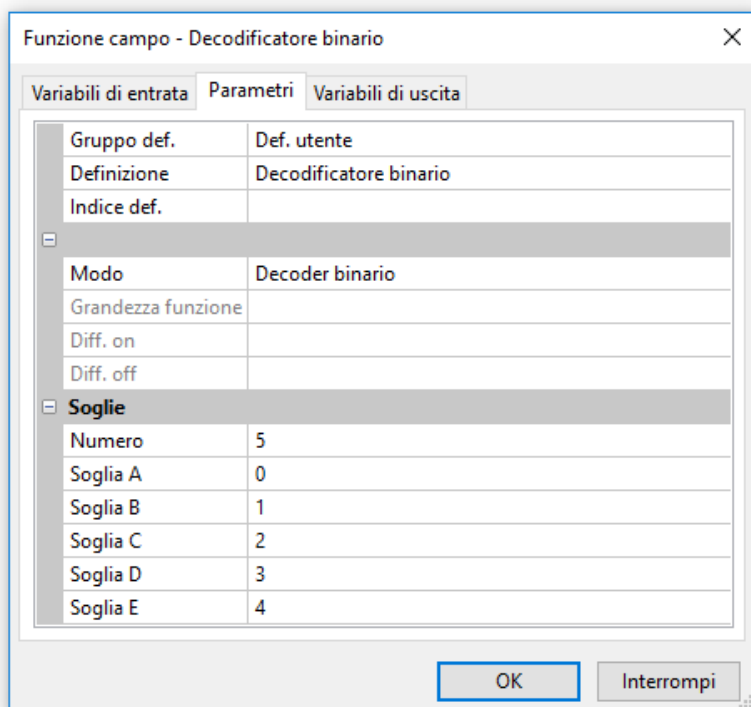 Funzione campo - Decodificatore binario
Variabili di entrata Parametri Variabili di uscita
Gruppo def. Def. utente
Definizione Decodificatore binario
Indice def.
Modo Decoder binario
Grandezza funzione
Diff. on
Diff. off
Soglie
Numero 5
Soglia A 0
Soglia B 1
Soglia C 2
Soglia D 3
Soglia E 4
OK Interrompi